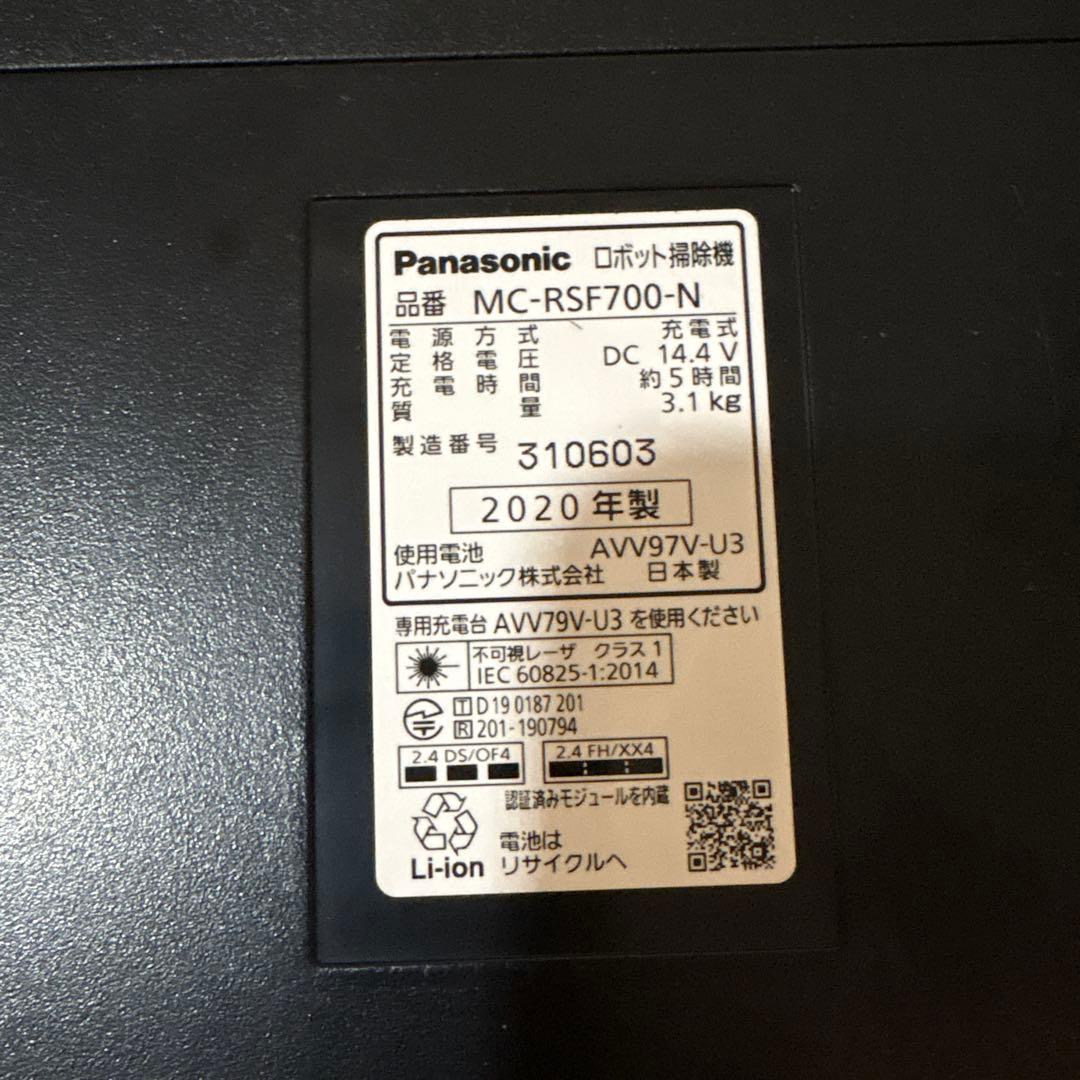 Panasonic ロボット掃除機
品番 MC-RSF700-N
電源方式 充電式
定格電圧 DC 14.4 V
充電時間 約5時間
質量 3.1 kg
製造番号 310603
2020年製
使用電池 AVV97V-U3
パナソニック株式会社 日本製
専用充電台 AVV79V-U3 を使用ください
不可視レーザ クラス1
IEC 60825-1:2014
T D19 0187 201
R 201-190794
2.4 DS/OF4 2.4 FH/XX4
認証済みモジュールを内蔵
電池は
リサイクルへ
Li-ion